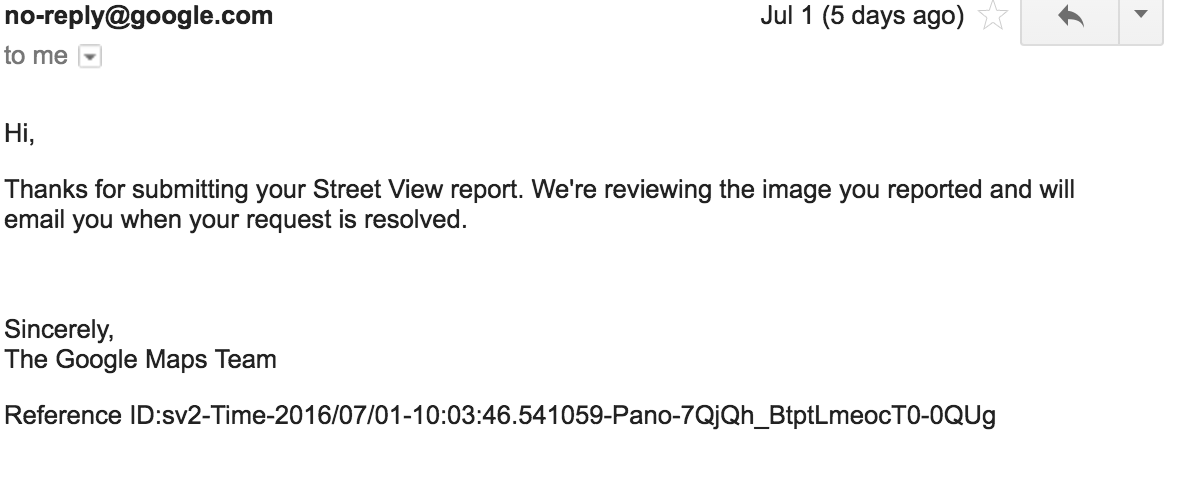 no-reply@google.com Jul 1 (5 days ago)
to me
Hi,
Thanks for submitting your Street View report. We're reviewing the image you reported and will
email you when your request is resolved.
Sincerely,
The Google Maps Team
Reference ID:sv2-Time-2016/07/01-10:03:46.541059-Pano-7QjQh_BtptLmeocT0-0QUg